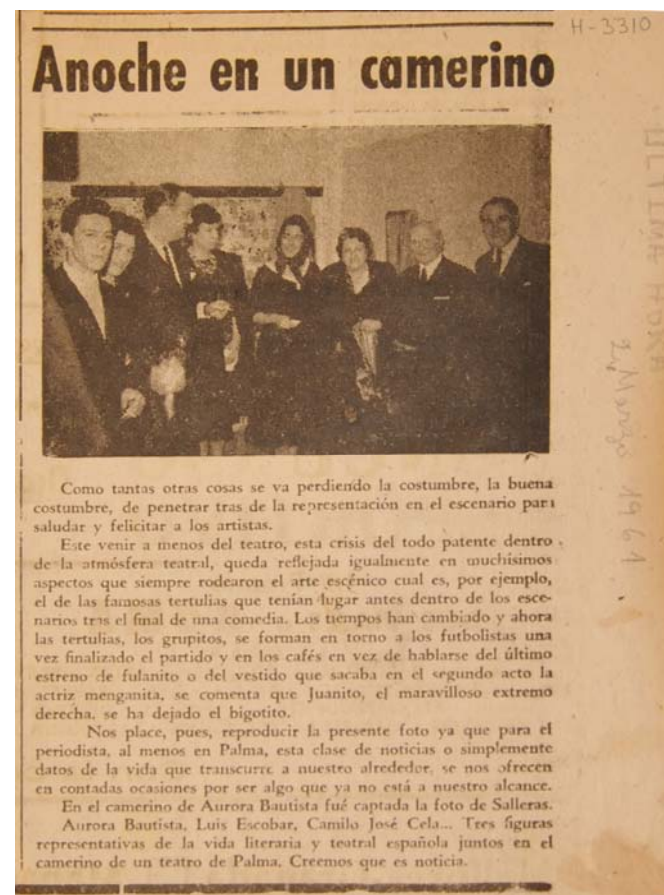 H-3310
Anoche en un camerino
Como tantas otras cosas se va perdiendo la costumbre, la buena
costumbre, de penetrar tras de la representación en el escenario para
saludar y felicitar a los artistas.
Este venir a menos del teatro, esta crisis del todo patente dentro
de la atmósfera teatral, queda reflejada igualmente en muchísimos
aspectos que siempre rodearon el arte escénico cual es, por ejemplo,
el de las famosas tertulias que tenían lugar antes dentro de los esce-
narios tras el final de una comedia. Los tiempos han cambiado y ahora
las tertulias, los grupitos, se forman en torno a los futbolistas una
vez finalizado el partido y en los cafés en vez de hablarse del último
estreno de fulanito o del vestido que sacaba en el segundo acto la
actriz menganita, se comenta que Juanito, el maravilloso extremo
derecha, se ha dejado el bigotito.
Nos place, pues, reproducir la presente foto ya que para el
periodista, al menos en Palma, esta clase de noticias o simplemente
datos de la vida que transcurre a nuestro alrededor, se nos ofrecen
en contadas ocasiones por ser algo que ya no está a nuestro alcance.
En el camerino de Aurora Bautista fué captada la foto de Salleras.
Aurora Bautista, Luis Escobar, Camilo José Cela... Tres figuras
representativas de la vida literaria y teatral española juntos en el
camerino de un teatro de Palma. Creemos que es noticia.
ULTIMA HORA
Marzo 1961